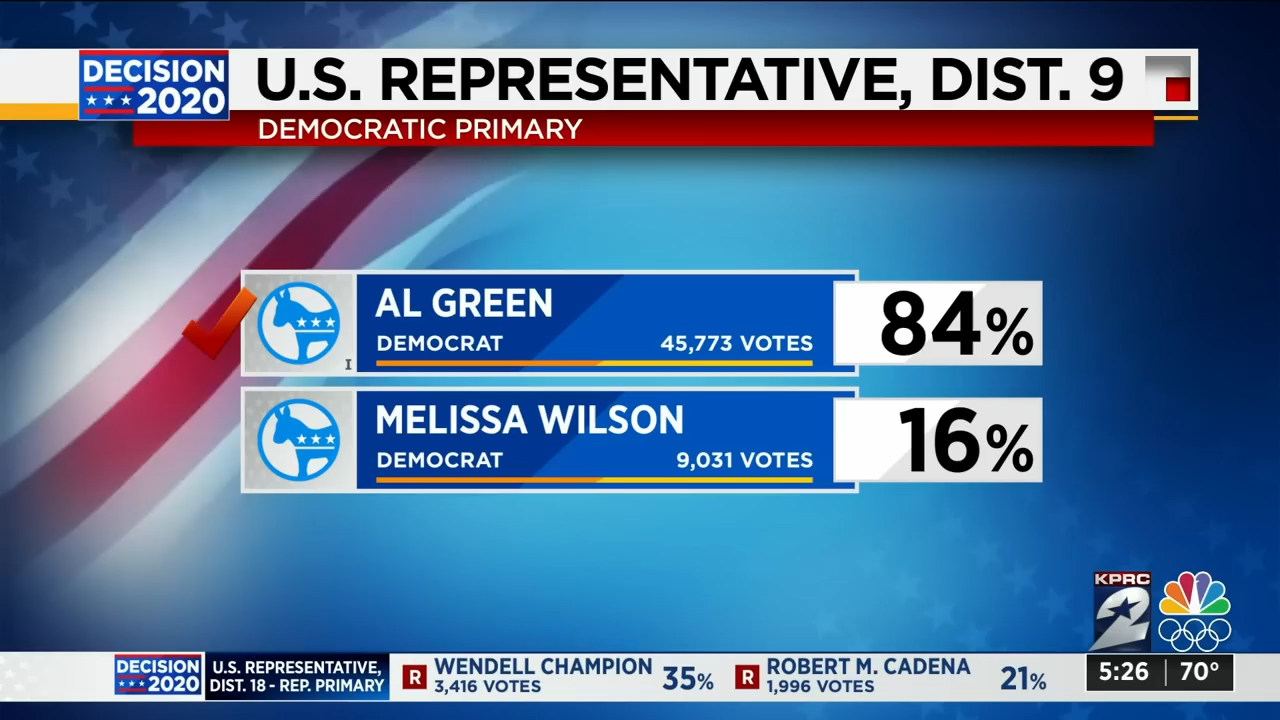 DECISION 2020
U.S. REPRESENTATIVE, DIST. 9
DEMOCRATIC PRIMARY
AL GREEN
DEMOCRAT 45,773 VOTES
84%
I
MELISSA WILSON
DEMOCRAT 9,031 VOTES
16%
KPRC
2
DECISION 2020
U.S. REPRESENTATIVE,
DIST. 18 - REP. PRIMARY
R WENDELL CHAMPION 35%
3,416 VOTES
R ROBERT M. CADENA 21%
1,996 VOTES
5:26 70°